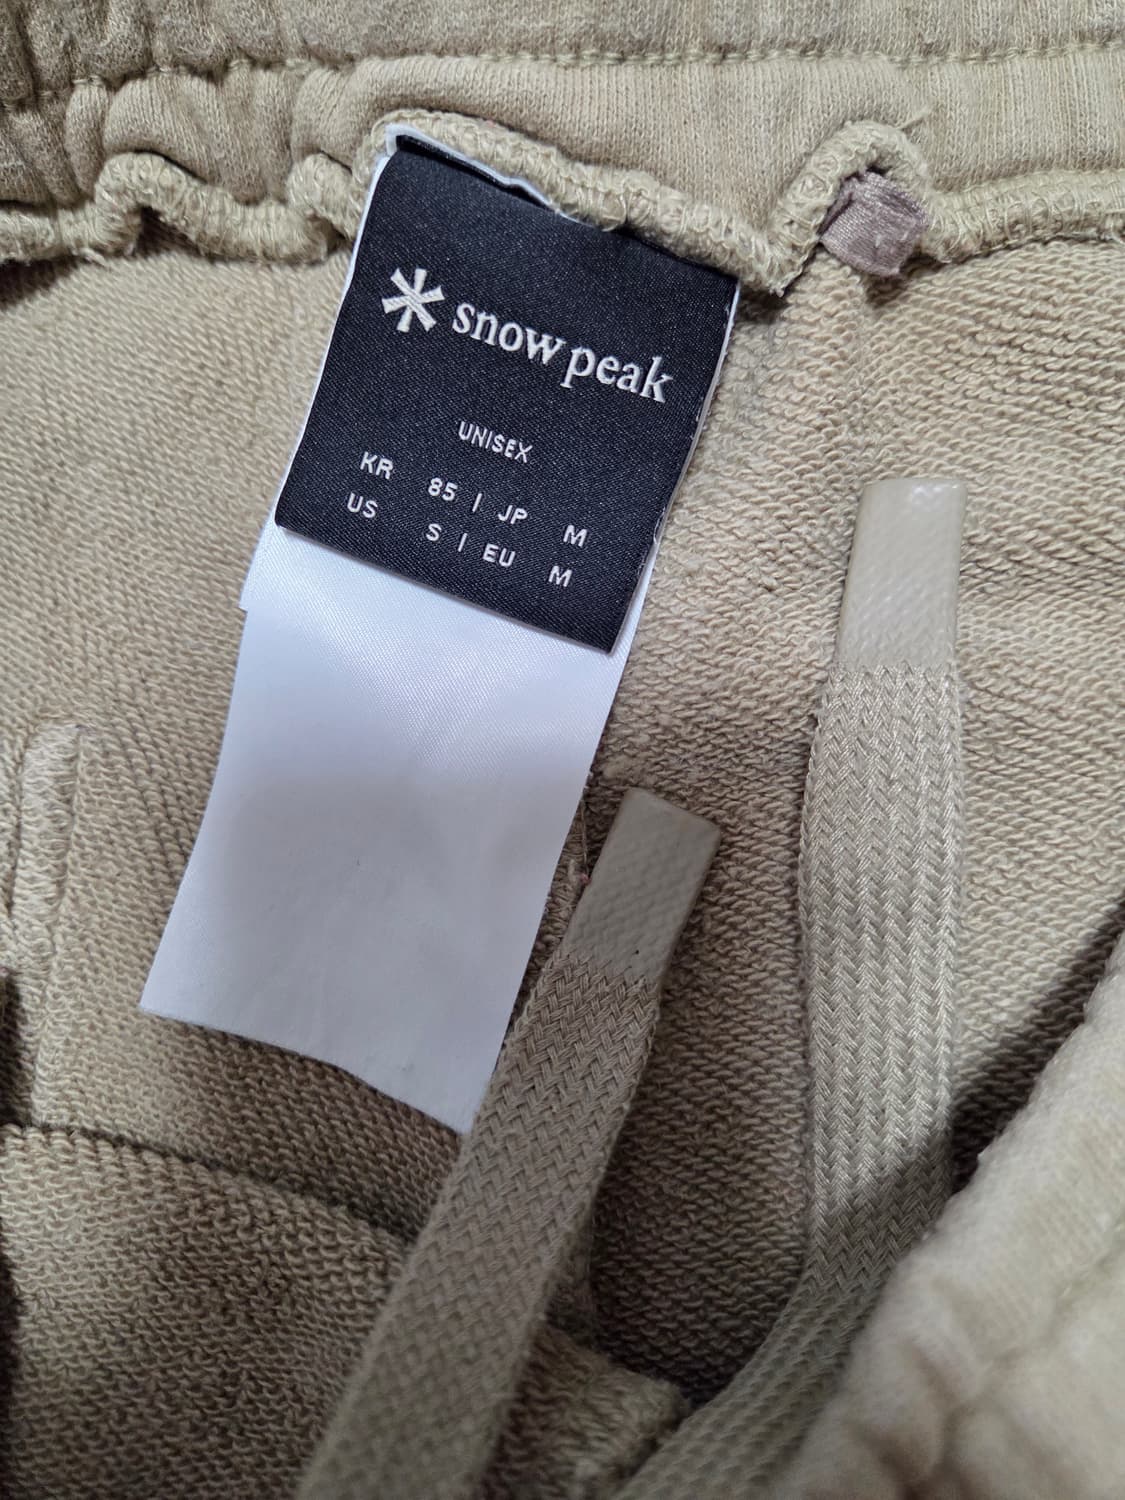 snow peak
UNISEX
KR 85 | JP M
US S | EU M